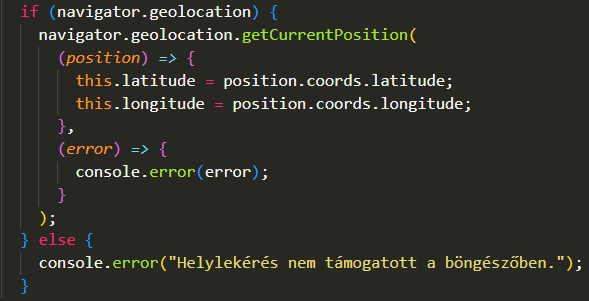 if (navigator.geolocation) {
navigator.geolocation.getCurrentPosition(
(position) => {
this.latitude = position.coords.latitude;
this.longitude = position.coords.longitude;
},
(error) => {
console.error(error);
}
);
} else {
console.error("Helylekérés nem támogatott a böngészőben.");
}